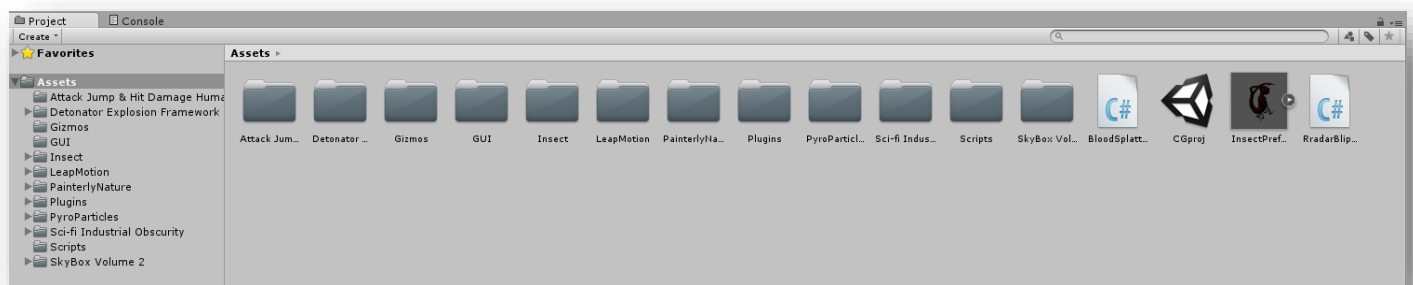 Project Console
Create
Favorites
Assets
Attack Jump & Hit Damage Huma
Detonator Explosion Framework
Gizmos
GUI
Insect
LeapMotion
PainterlyNature
Plugins
PyroParticles
Sci-fi Industrial Obscurity
Scripts
SkyBox Volume 2
Assets
C# C#
Attack Jum... Detonator ... Gizmos GUI Insect LeapMotion PainterlyNa... Plugins PyroParticl... Sci-fi Indus... Scripts SkyBox Vol... BloodSplatt... CGproj InsectPref... RradarBlip...